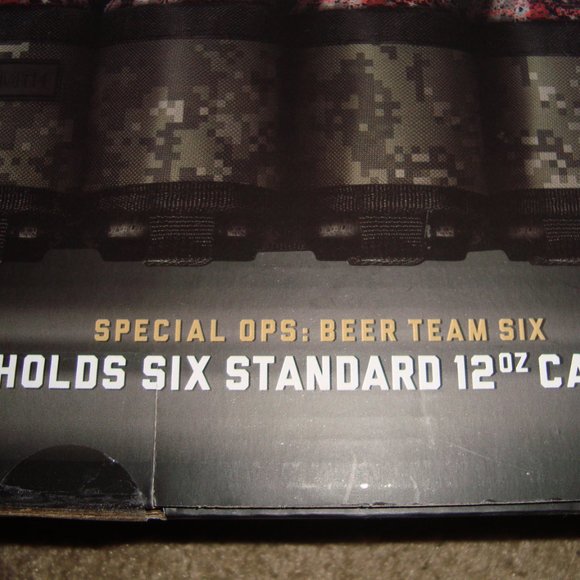 SPECIAL OPS: BEER TEAM SIX
HOLDS SIX STANDARD 12OZ CA